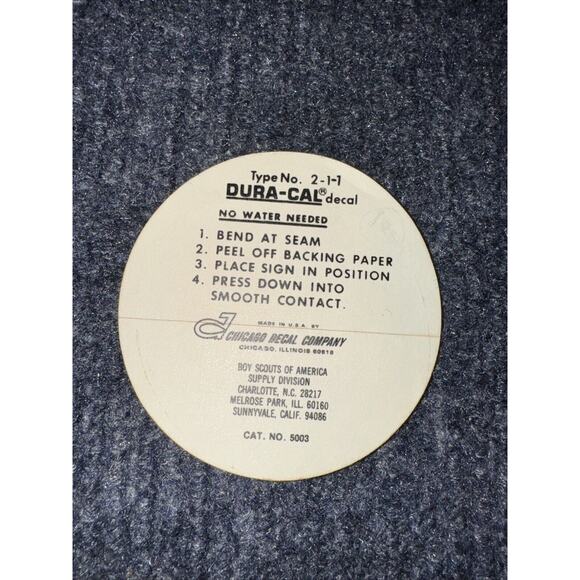 Type No. 2-1-1
DURA-CAL® decal
NO WATER NEEDED
1. BEND AT SEAM
2. PEEL OFF BACKING PAPER
3. PLACE SIGN IN POSITION
4. PRESS DOWN INTO
SMOOTH CONTACT.
MADE IN U.S.A. BY
CHICAGO DECAL COMPANY
CHICAGO, ILLINOIS 60618
BOY SCOUTS OF AMERICA
SUPPLY DIVISION
CHARLOTTE, N.C. 28217
MELROSE PARK, ILL. 60160
SUNNYVALE, CALIF. 94086
CAT. NO. 5003